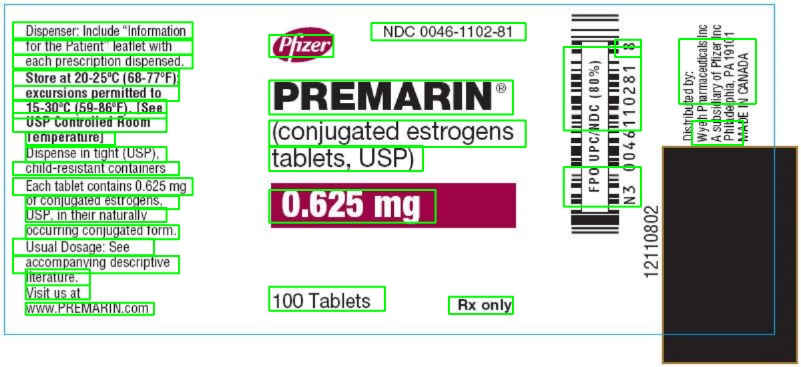 Dispenser: Include “Information
for the Patient” leaflet with
each prescription dispensed.
Store at 20-25ºC (68-77ºF);
excursions permitted to
15-30ºC (59-86ºF). [See
USP Controlled Room
Temperature]
Dispense in tight (USP),
child-resistant containers
Each tablet contains 0.625 mg
of conjugated estrogens,
USP, in their naturally
occurring conjugated form.
Usual Dosage: See
accompanying descriptive
literature.
Visit us at
www.PREMARIN.com
Pfizer
NDC 0046-1102-81
PREMARIN®
(conjugated estrogens
tablets, USP)
0.625 mg
100 Tablets
Rx only
FPO UPC/NDC (80%)
N3 0046110281 8
12110802
Distributed by:
Wyeth Pharmaceuticals Inc
A subsidiary of Pfizer Inc
Philadelphia, PA 19101
MADE IN CANADA